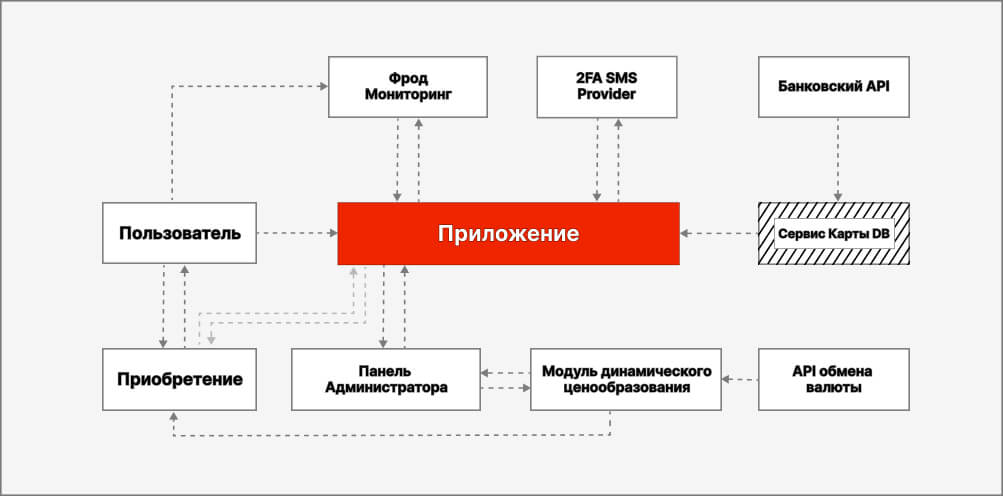 Фрод
Мониторинг
2FA SMS
Provider
Банковский API
Пользователь
Приложение
Сервис Карты DB
Приобретение
Панель
Администратора
Модуль динамического
ценообразования
API обмена
валюты